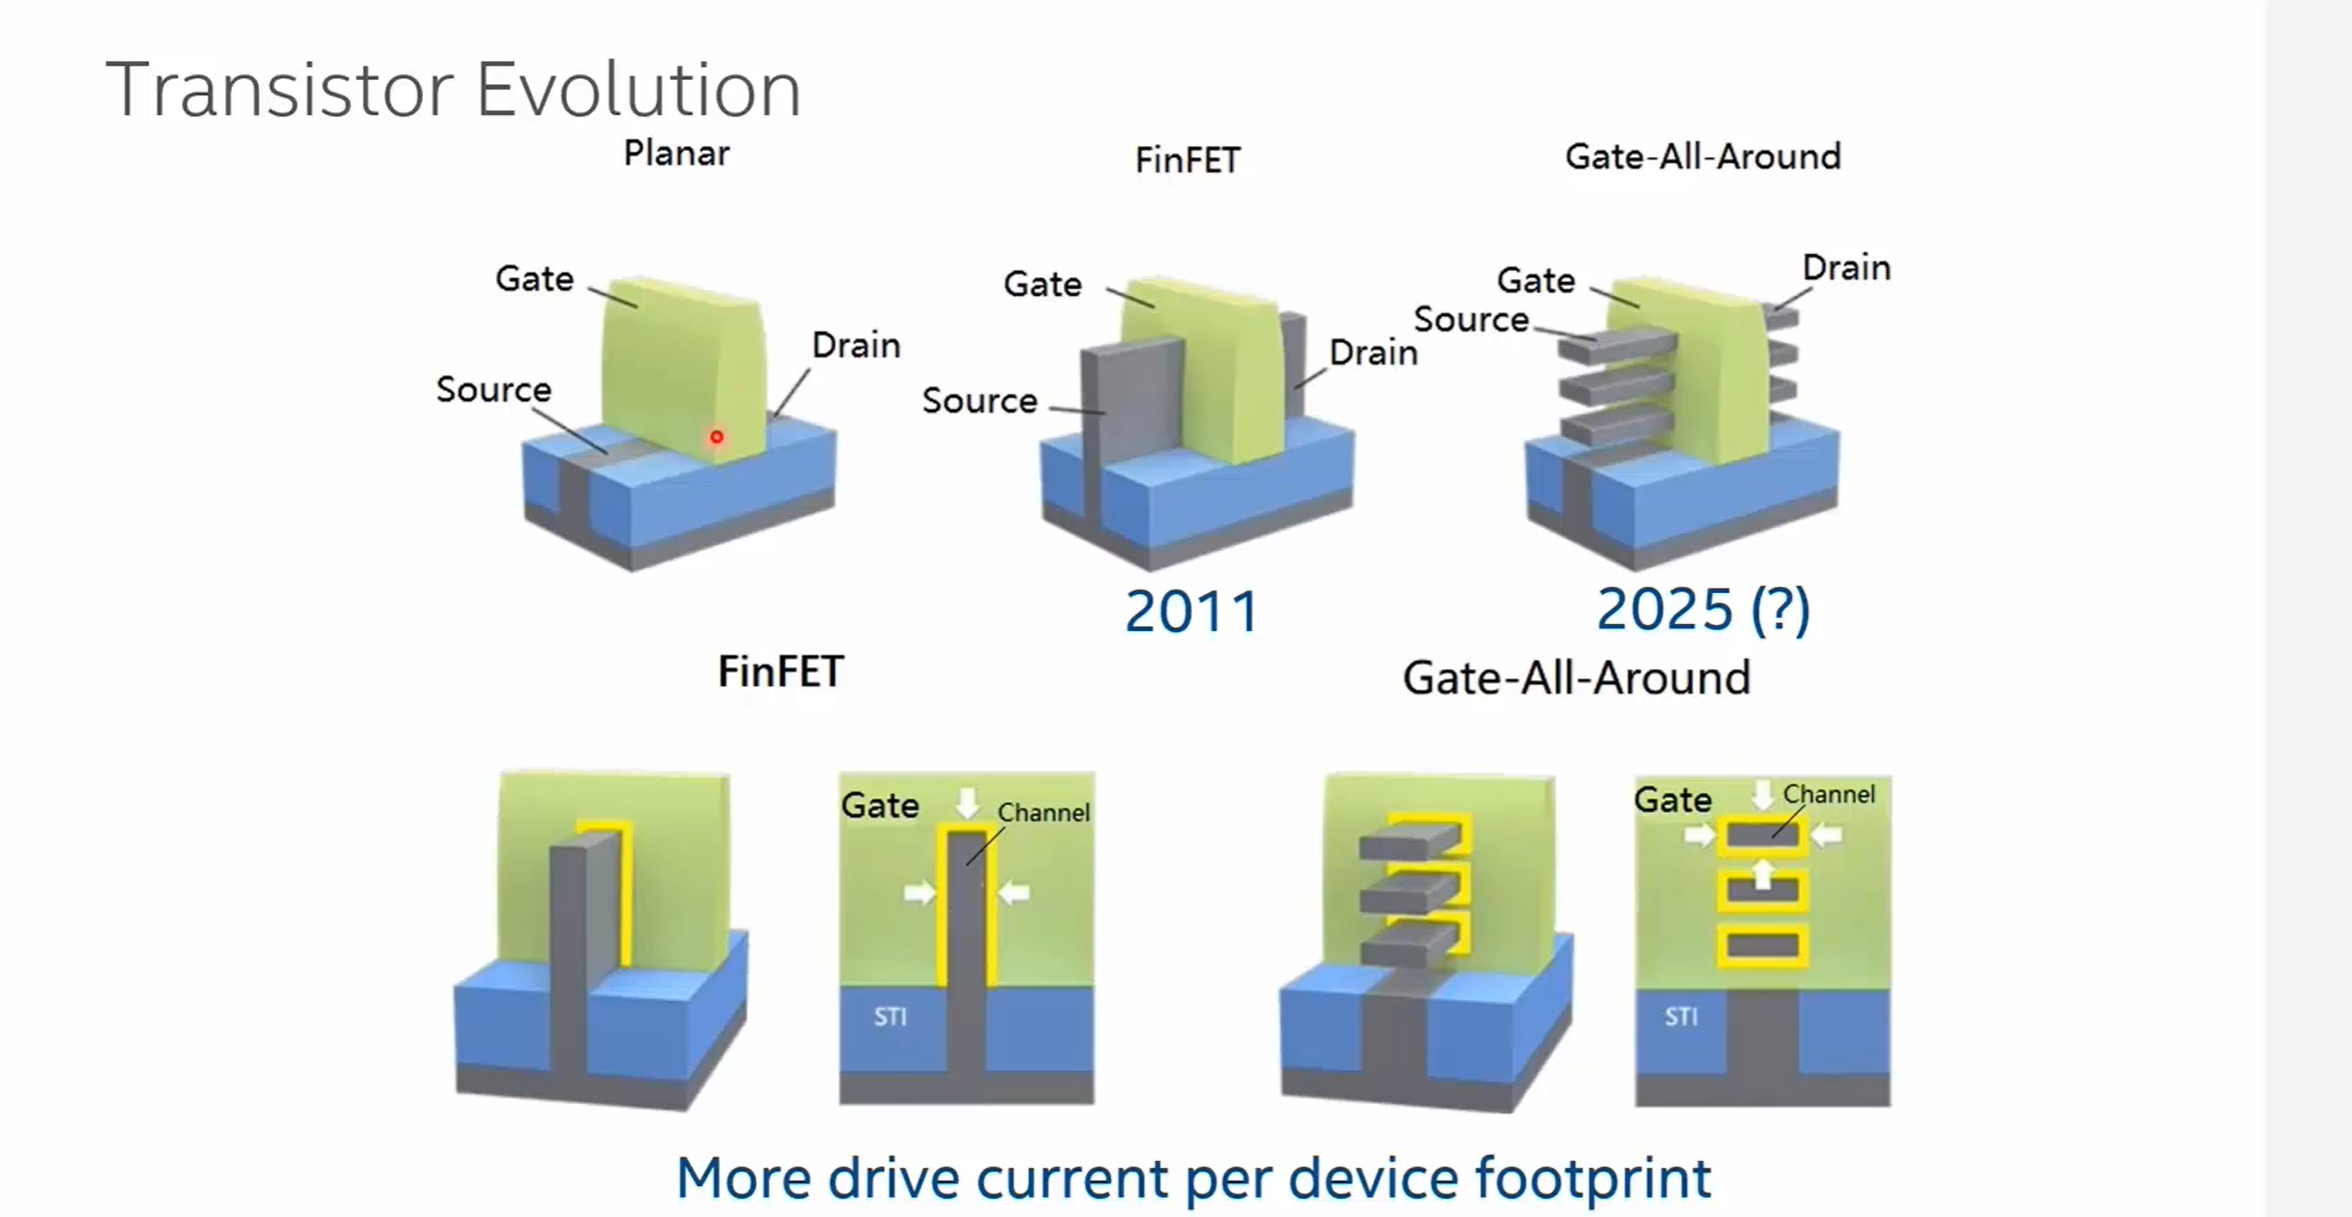 Transistor Evolution
Planar
FinFET
Gate-All-Around
Gate
Source
Drain
Gate
Source
Drain
Gate
Source
Drain
2011
2025 (?)
FinFET
Gate-All-Around
Gate
Channel
STI
Gate
Channel
STI
More drive current per device footprint